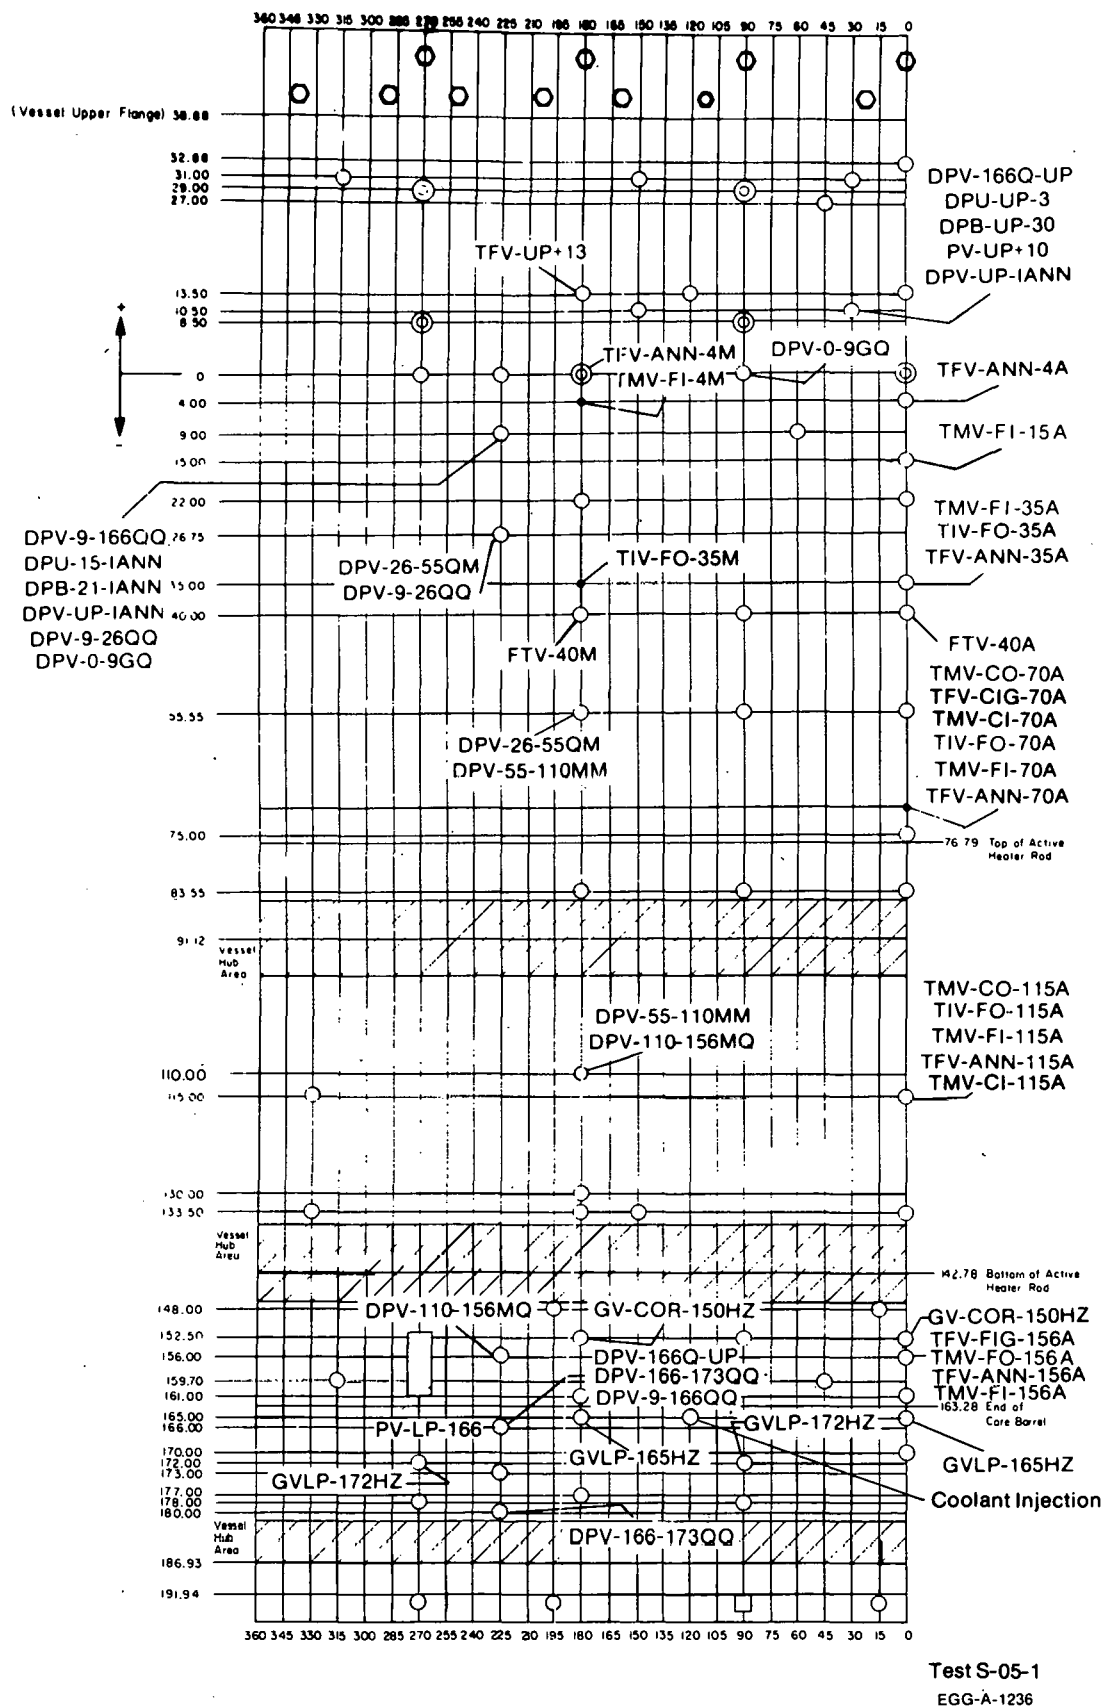 360 345 330 315 300 285 270 255 240 225 210 195 180 165 150 135 120 105 90 75 60 45 30 15 0
(Vessel Upper Flange) 38.88
32.88
31.00
29.00
27.00
DPV-166Q-UP
DPU-UP-3
DPB-UP-30
PV-UP+10
DPV-UP-IANN
TFV-UP+13
13.50
10.50
8.50
+
-
TFV-ANN-4M
TMV-FI-4M
DPV-0-9GQ
TFV-ANN-4A
0
4.00
9.00
TMV-FI-15A
15.00
22.00
TMV-FI-35A
TIV-FO-35A
TFV-ANN-35A
DPV-9-166QQ
DPU-15-IANN
DPB-21-IANN
DPV-UP-IANN
DPV-9-26QQ
DPV-0-9GQ
26.75
DPV-26-55QM
DPV-9-26QQ
TIV-FO-35M
35.00
40.00
FTV-40M
FTV-40A
TMV-CO-70A
TFV-CIG-70A
TMV-CI-70A
TIV-FO-70A
TMV-FI-70A
TFV-ANN-70A
55.55
DPV-26-55QM
DPV-55-110MM
75.00
76.79 Top of Active
Heater Rod
83.55
91.12
Vessel
Hub
Area
TMV-CO-115A
TIV-FO-115A
TMV-FI-115A
TFV-ANN-115A
TMV-CI-115A
DPV-55-110MM
DPV-110-156MQ
110.00
115.00
130.00
133.50
Vessel
Hub
Area
142.78 Bottom of Active
Heater Rod
148.00
DPV-110-156MQ
GV-COR-150HZ
GV-COR-150HZ
TFV-FIG-156A
TMV-FO-156A
TFV-ANN-156A
TMV-FI-156A
152.50
156.00
159.70
161.00
DPV-166Q-UP
DPV-166-173QQ
DPV-9-166QQ
163.28 End of
Core Barrel
165.00
166.00
PV-LP-166
GVLP-172HZ
170.00
172.00
173.00
GVLP-172HZ
GVLP-165HZ
GVLP-165HZ
177.00
178.00
180.00
Coolant Injection
DPV-166-173QQ
Vessel
Hub
Area
186.93
191.94
360 345 330 315 300 285 270 255 240 225 210 195 180 165 150 135 120 105 90 75 60 45 30 15 0
Test S-05-1
EGG-A-1236